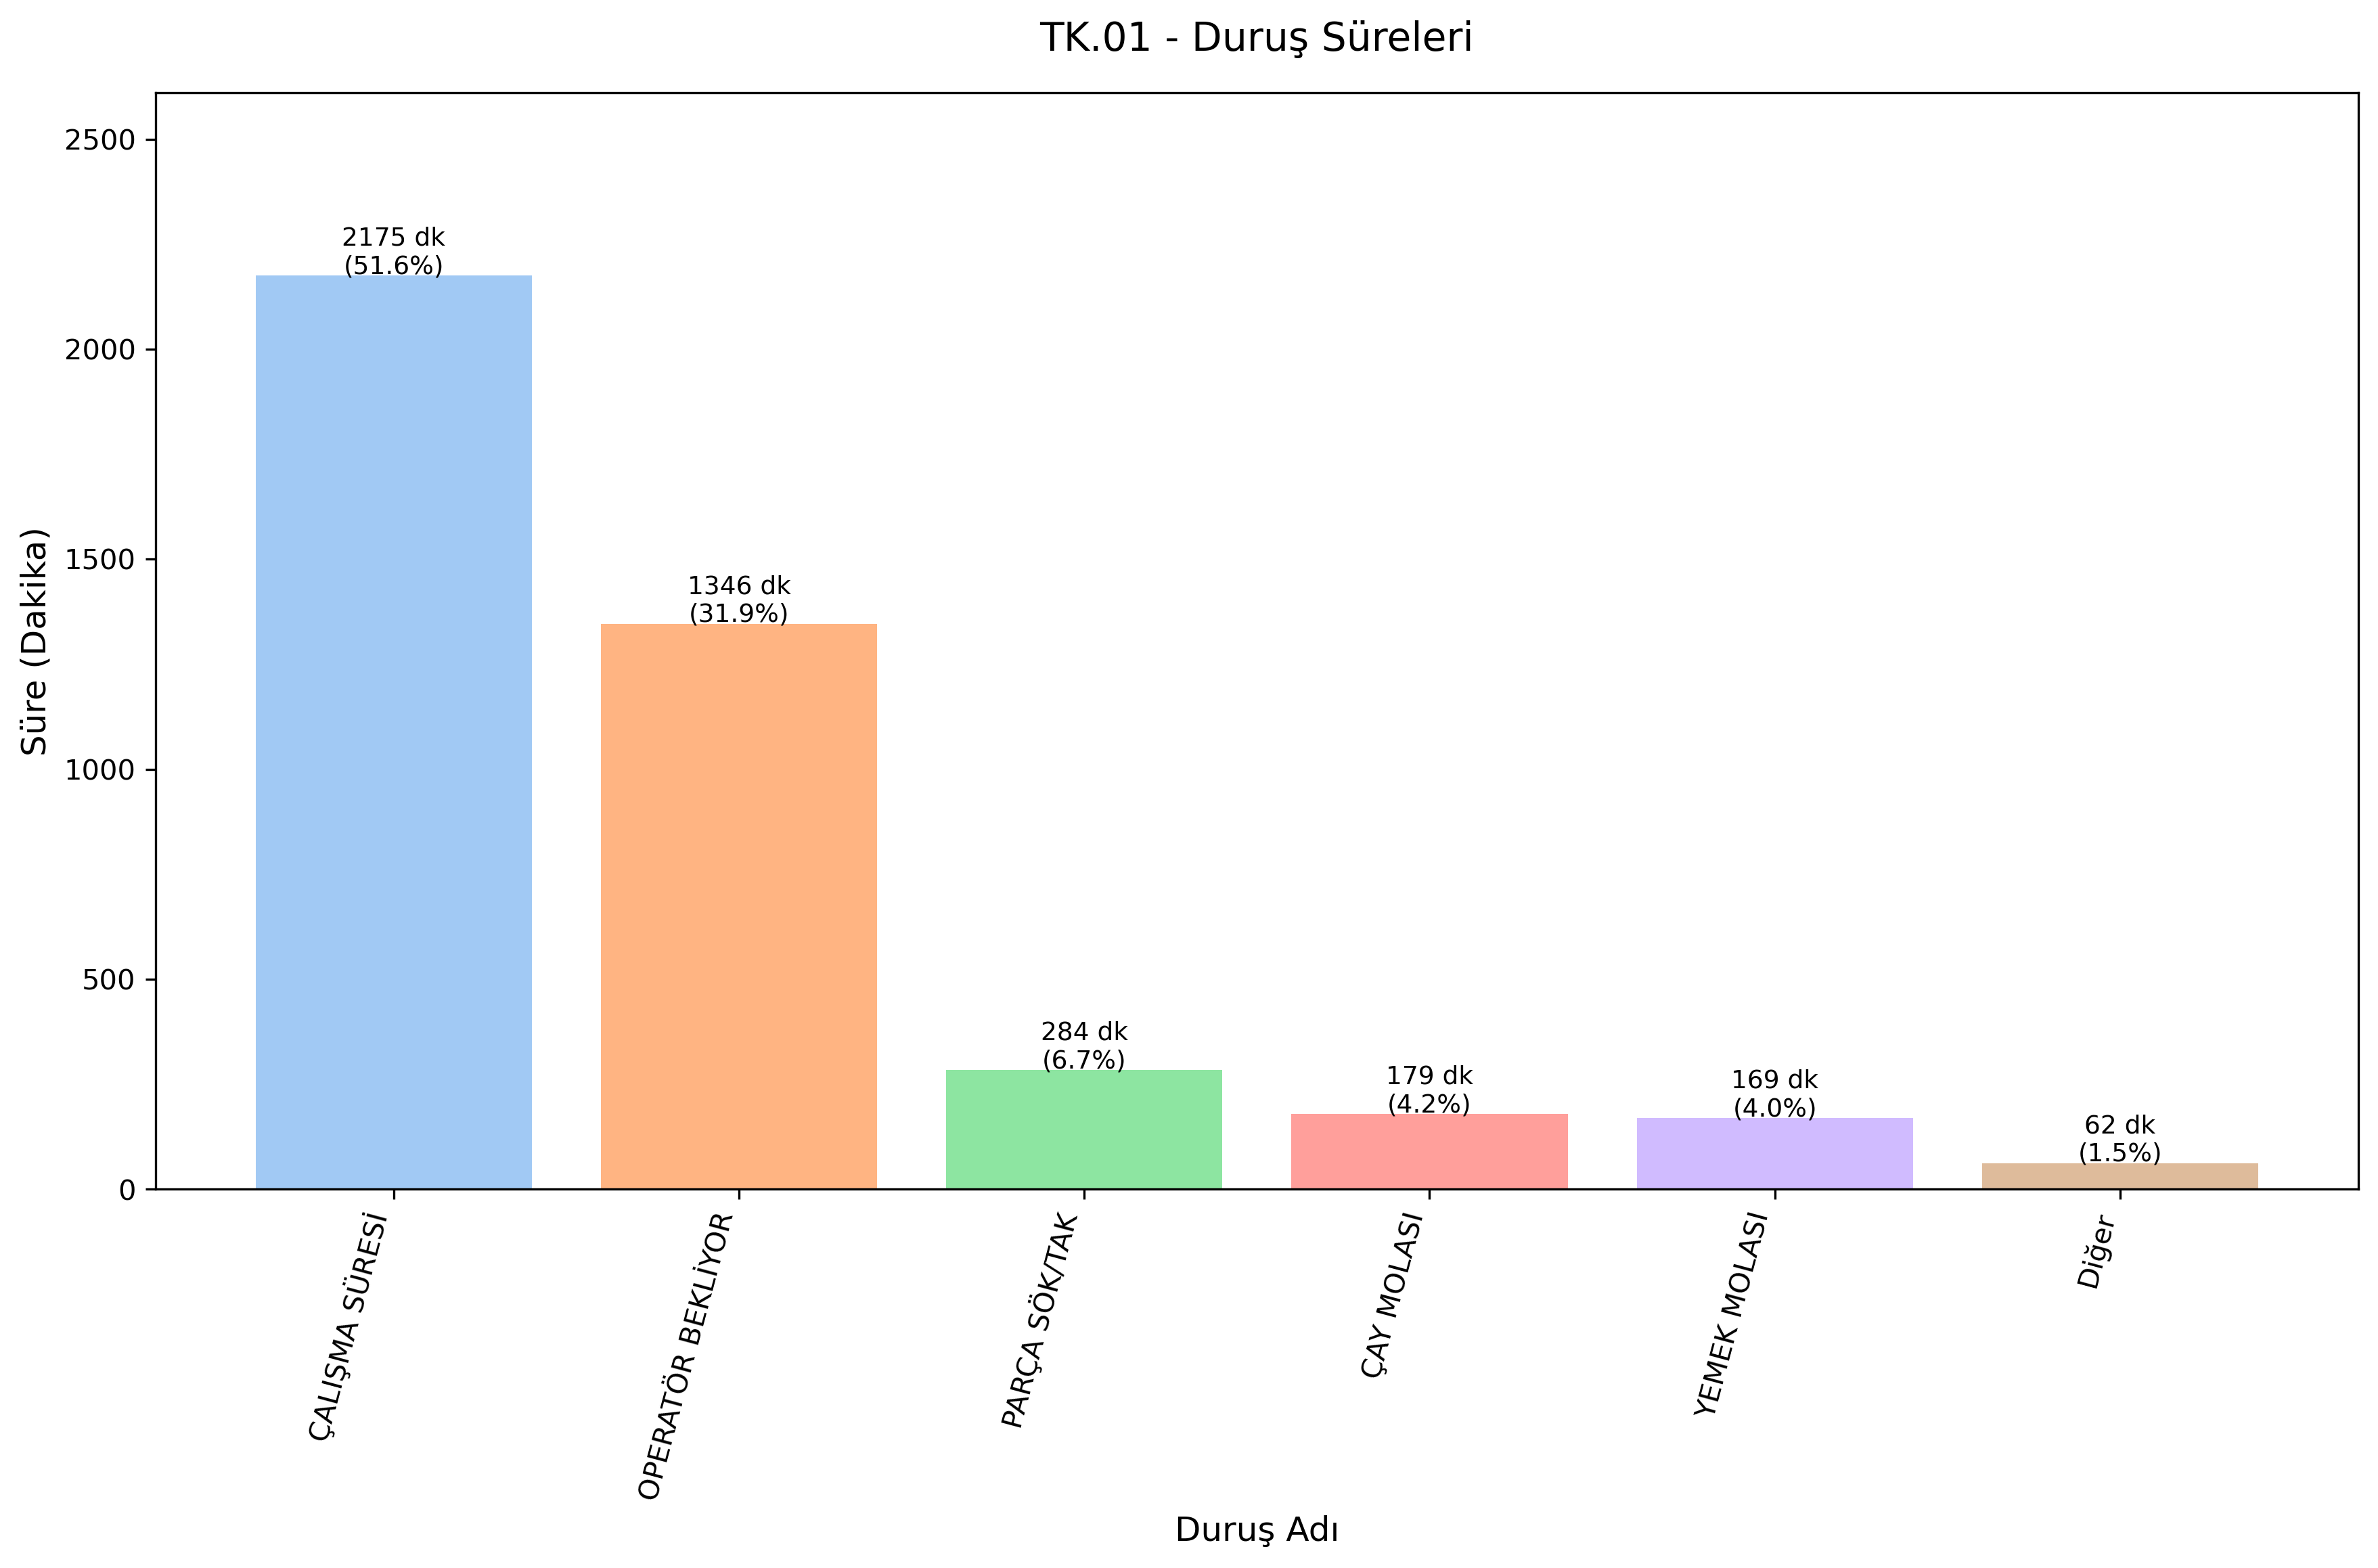 TK.01 - Duruş Süreleri
Süre (Dakika)
2500
2000
1500
1000
500
0
2175 dk
(51.6%)
1346 dk
(31.9%)
284 dk
(6.7%)
179 dk
(4.2%)
169 dk
(4.0%)
62 dk
(1.5%)
ÇALIŞMA SÜRESİ
OPERATÖR BEKLİYOR
PARÇA SÖK/TAK
ÇAY MOLASI
YEMEK MOLASI
Diğer
Duruş Adı